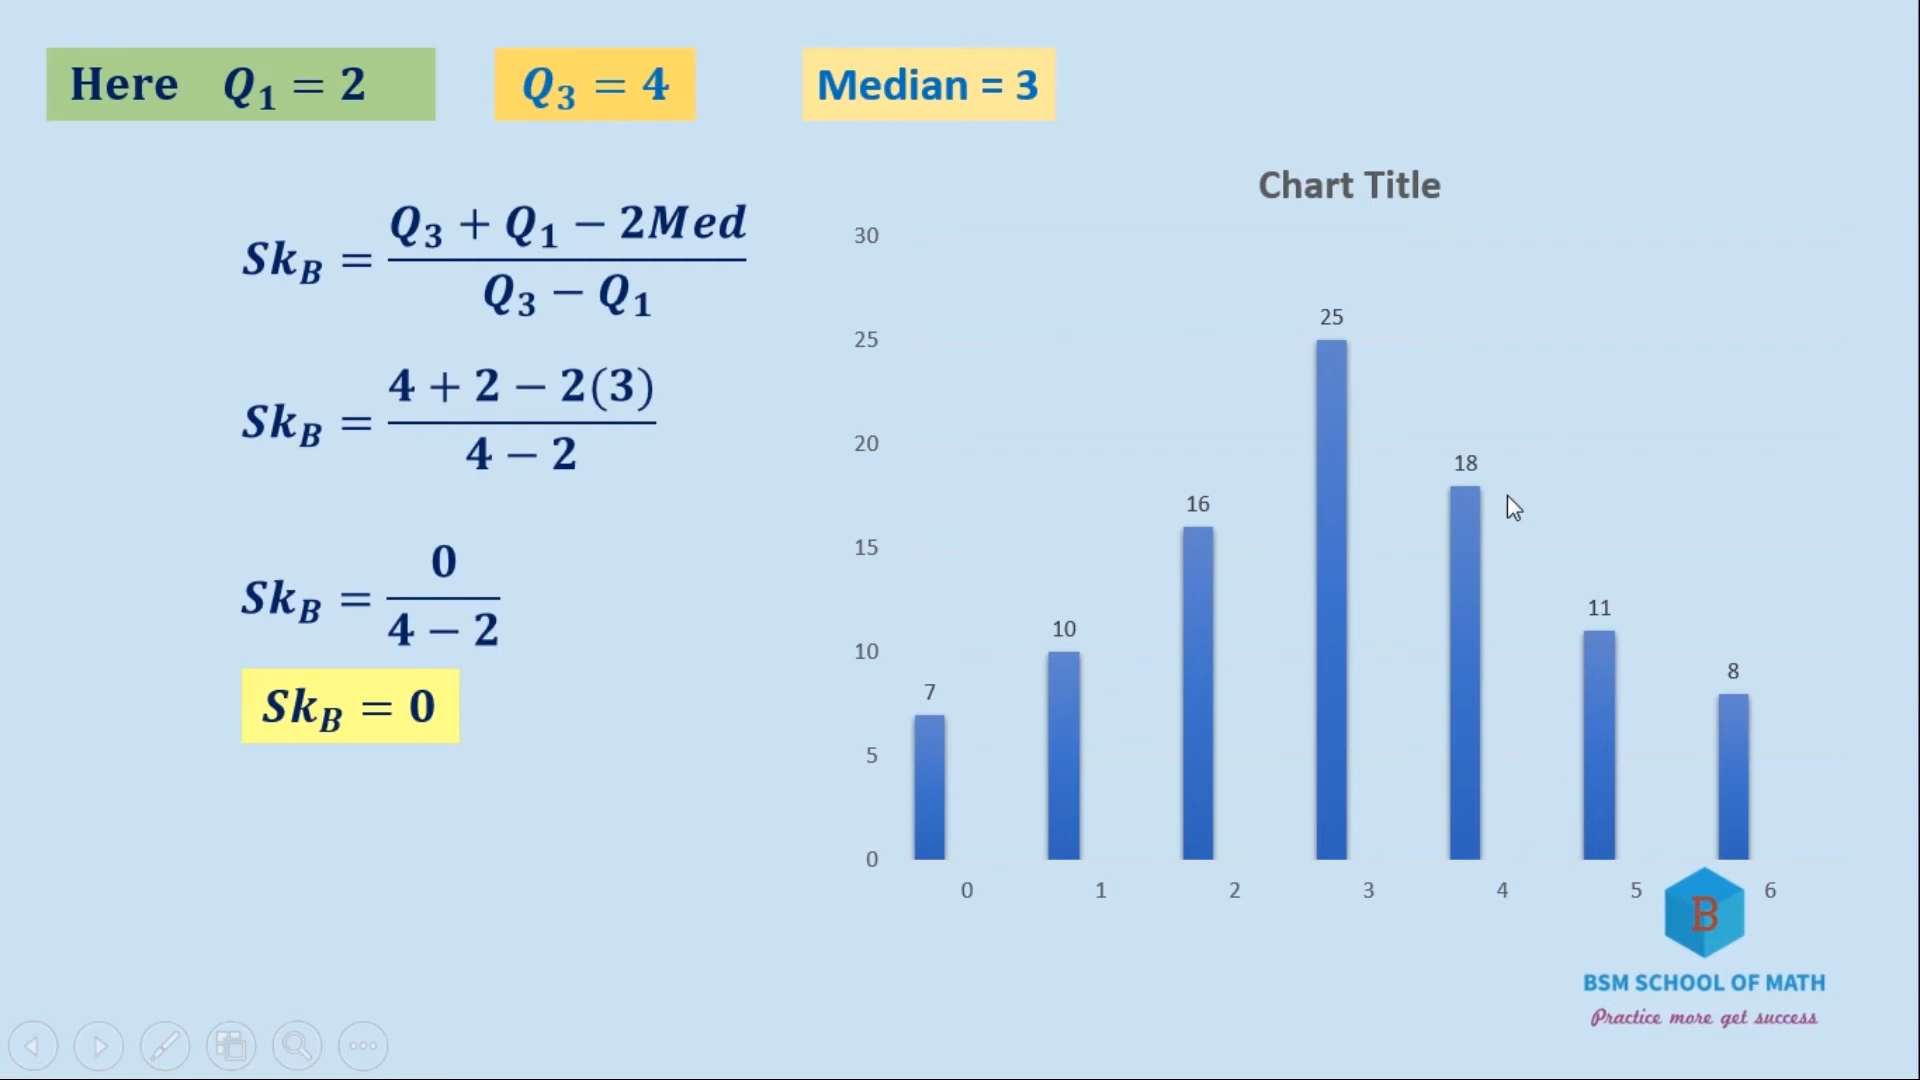 Here Q₁ = 2
Q₃ = 4
Median = 3
Sk_B = (Q₃ + Q₁ − 2Med) / (Q₃ − Q₁)
Sk_B = (4 + 2 − 2(3)) / (4 − 2)
Sk_B = 0 / (4 − 2)
Sk_B = 0
Chart Title
30
25
20
15
10
5
0
7
10
16
25
18
11
8
0 1 2 3 4 5 6
B
BSM SCHOOL OF MATH
Practice more get success